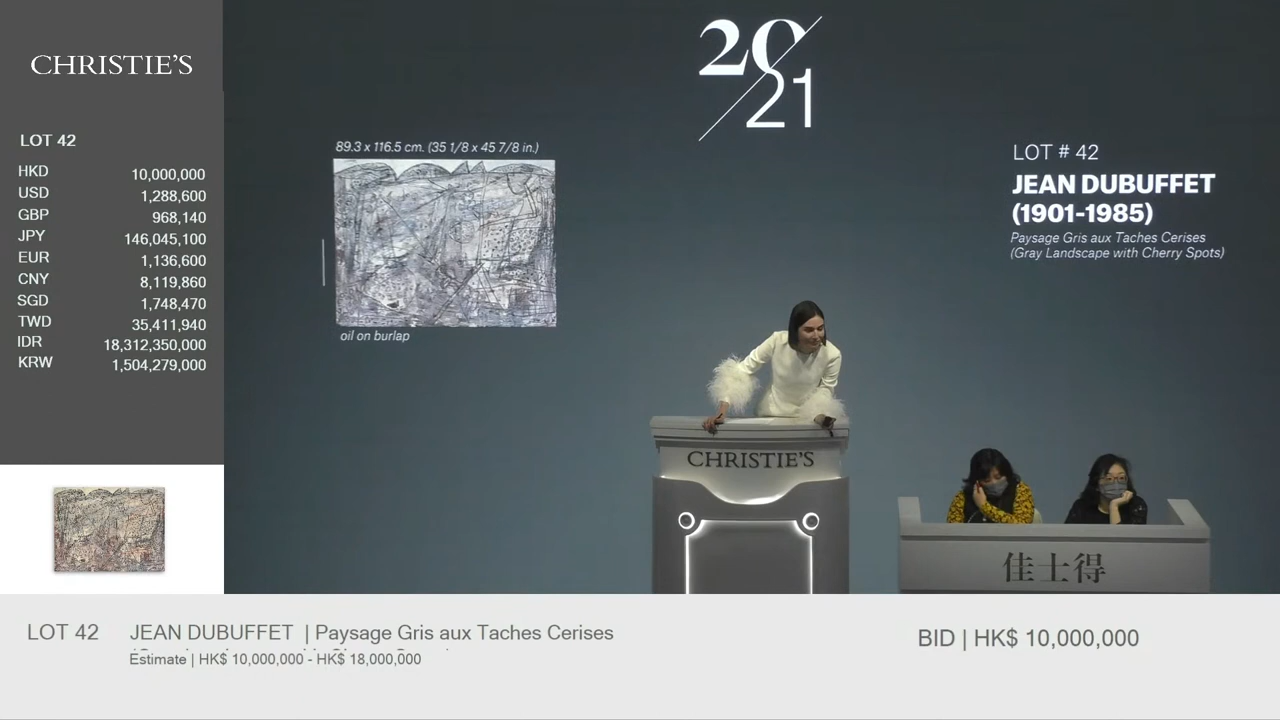 CHRISTIE'S
LOT 42
HKD 10,000,000
USD 1,288,600
GBP 968,140
JPY 146,045,100
EUR 1,136,600
CNY 8,119,860
SGD 1,748,470
TWD 35,411,940
IDR 18,312,350,000
KRW 1,504,279,000
20/21
89.3 x 116.5 cm. (35 1/8 x 45 7/8 in.)
oil on burlap
LOT # 42
JEAN DUBUFFET
(1901-1985)
Paysage Gris aux Taches Cerises
(Gray Landscape with Cherry Spots)
CHRISTIE'S
佳士得
LOT 42 JEAN DUBUFFET | Paysage Gris aux Taches Cerises
Estimate | HK$ 10,000,000 - HK$ 18,000,000
BID | HK$ 10,000,000